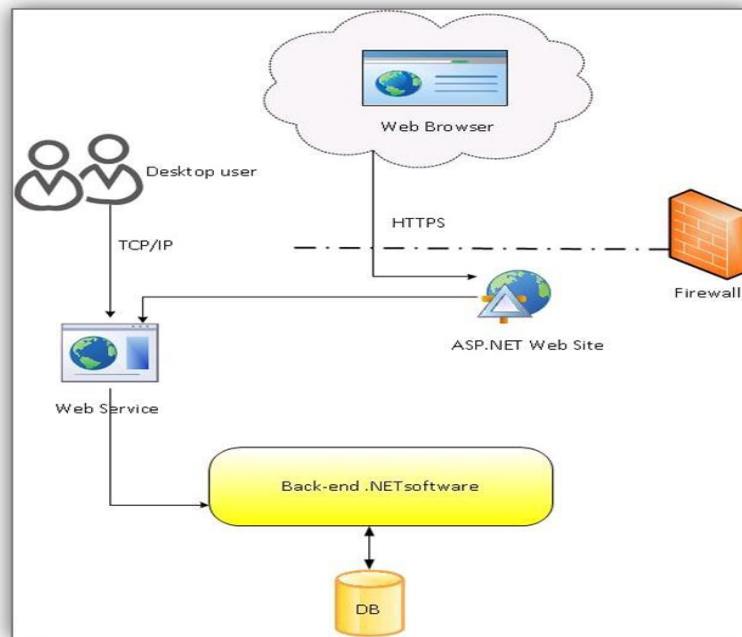 Web Browser
Desktop user
HTTPS
TCP/IP
Firewall
ASP.NET Web Site
Web Service
Back-end .NETsoftware
DB